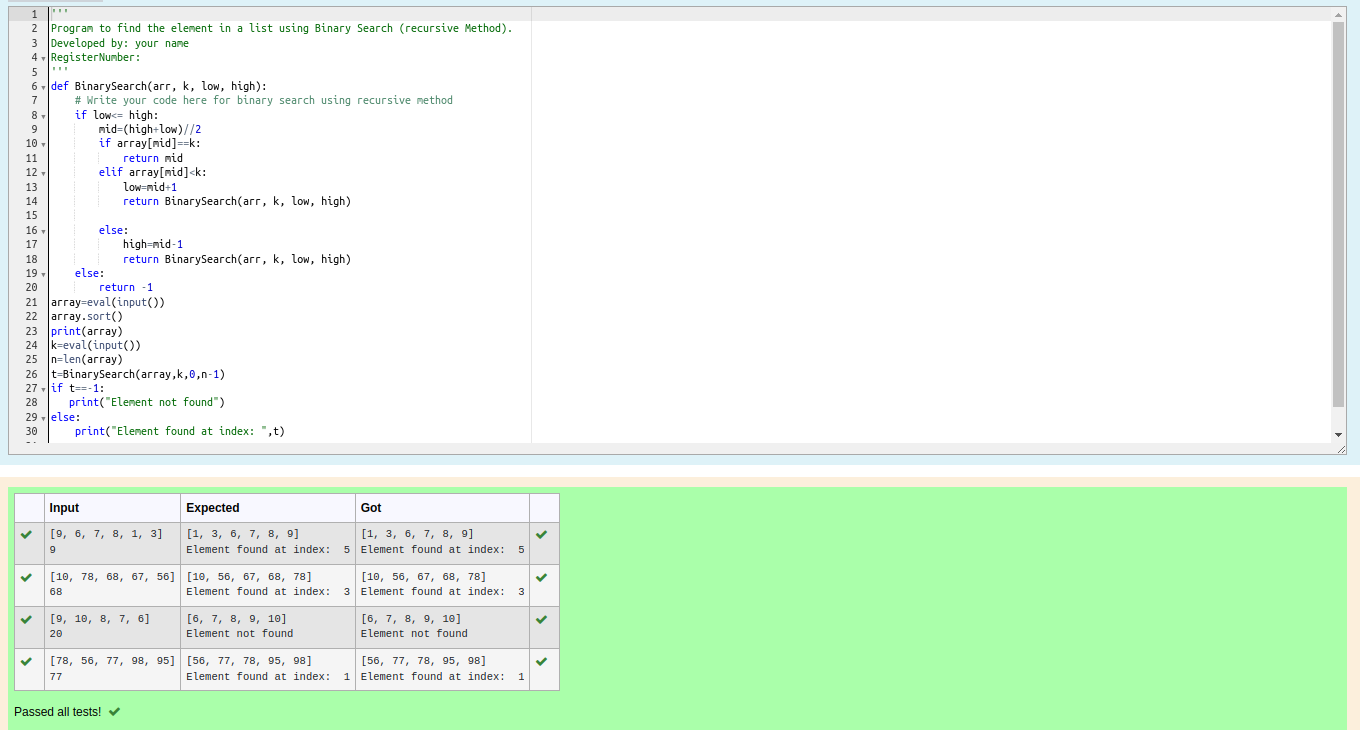 1 '''
2 Program to find the element in a list using Binary Search (recursive Method).
3 Developed by: your name
4 RegisterNumber:
5 '''
6 def BinarySearch(arr, k, low, high):
7     # Write your code here for binary search using recursive method
8     if low<= high:
9         mid=(high+low)//2
10         if array[mid]==k:
11             return mid
12         elif array[mid]<k:
13             low=mid+1
14             return BinarySearch(arr, k, low, high)
15
16         else:
17             high=mid-1
18             return BinarySearch(arr, k, low, high)
19     else:
20         return -1
21 array=eval(input())
22 array.sort()
23 print(array)
24 k=eval(input())
25 n=len(array)
26 t=BinarySearch(array,k,0,n-1)
27 if t==-1:
28    print("Element not found")
29 else:
30     print("Element found at index: ",t)
Input Expected Got
[9, 6, 7, 8, 1, 3] [1, 3, 6, 7, 8, 9] [1, 3, 6, 7, 8, 9]
9 Element found at index:  5 Element found at index:  5
[10, 78, 68, 67, 56] [10, 56, 67, 68, 78] [10, 56, 67, 68, 78]
68 Element found at index:  3 Element found at index:  3
[9, 10, 8, 7, 6] [6, 7, 8, 9, 10] [6, 7, 8, 9, 10]
20 Element not found Element not found
[78, 56, 77, 98, 95] [56, 77, 78, 95, 98] [56, 77, 78, 95, 98]
77 Element found at index:  1 Element found at index:  1
Passed all tests!